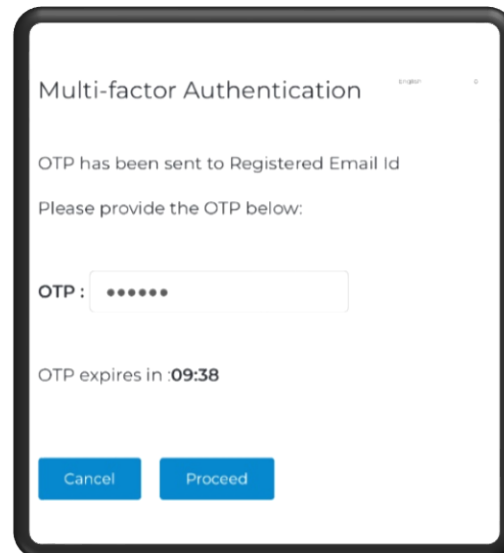 Multi-factor Authentication
English
OTP has been sent to Registered Email Id
Please provide the OTP below:
OTP : ••••••
OTP expires in :09:38
Cancel Proceed